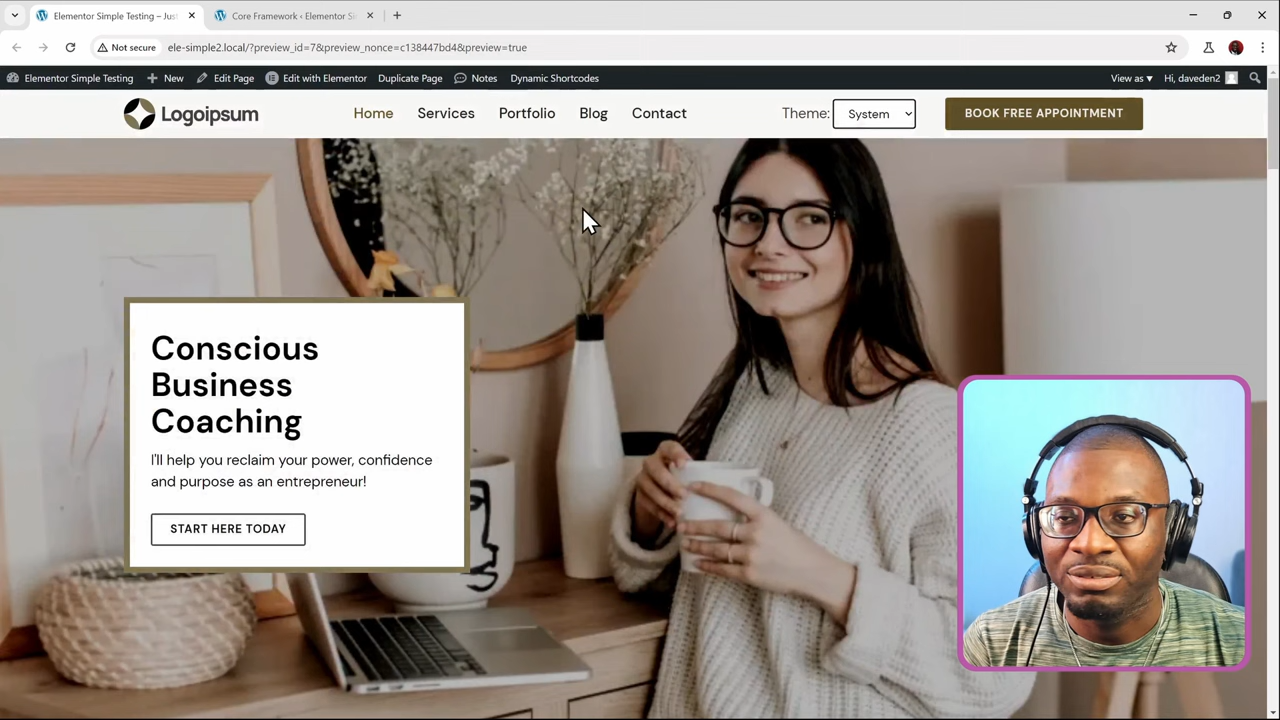 Elementor Simple Testing – Jus
Core Framework ‹ Elementor Si
Not secure
ele-simple2.local/?preview_id=7&preview_nonce=c138447bd4&preview=true
Elementor Simple Testing
New
Edit Page
Edit with Elementor
Duplicate Page
Notes
Dynamic Shortcodes
View as ▾
Hi, daveden2
Logoipsum
Home
Services
Portfolio
Blog
Contact
Theme:
System
BOOK FREE APPOINTMENT
Conscious
Business
Coaching
I'll help you reclaim your power, confidence
and purpose as an entrepreneur!
START HERE TODAY